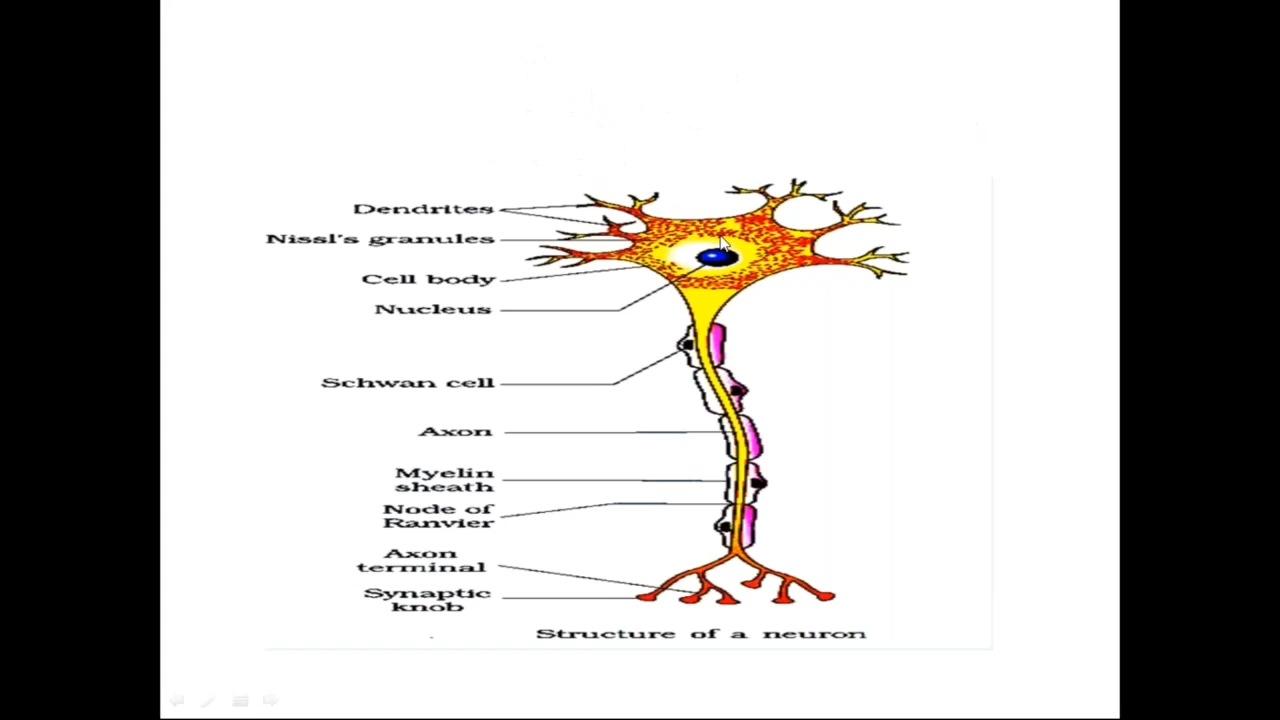 Dendrites
Nissl's granules
Cell body
Nucleus
Schwan cell
Axon
Myelin
sheath
Node of
Ranvier
Axon
terminal
Synaptic
knob
Structure of a neuron